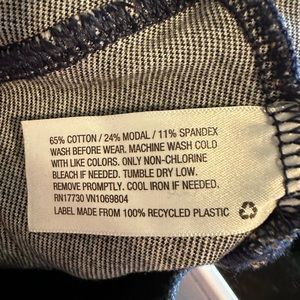 65% COTTON / 24% MODAL / 11% SPANDEX
WASH BEFORE WEAR. MACHINE WASH COLD
WITH LIKE COLORS. ONLY NON-CHLORINE
BLEACH IF NEEDED. TUMBLE DRY LOW.
REMOVE PROMPTLY. COOL IRON IF NEEDED.
RN17730 VN1069804
LABEL MADE FROM 100% RECYCLED PLASTIC